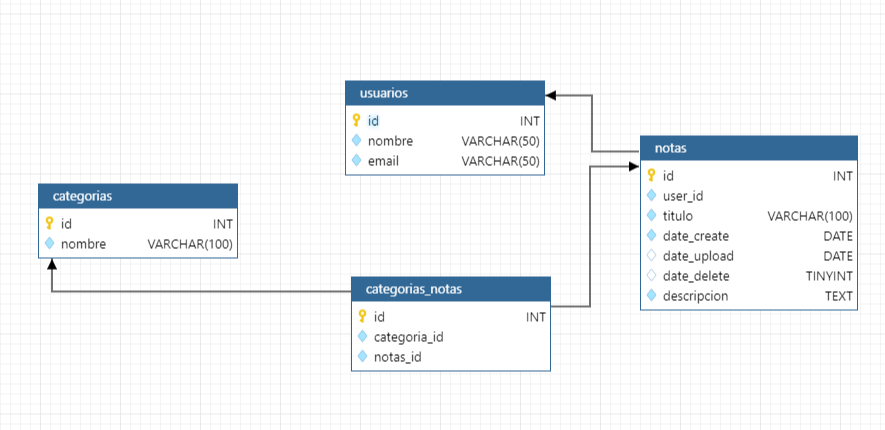 usuarios
id INT
nombre VARCHAR(50)
email VARCHAR(50)
notas
id INT
user_id
titulo VARCHAR(100)
date_create DATE
date_upload DATE
date_delete TINYINT
descripcion TEXT
categorias
id INT
nombre VARCHAR(100)
categorias_notas
id INT
categoria_id
notas_id